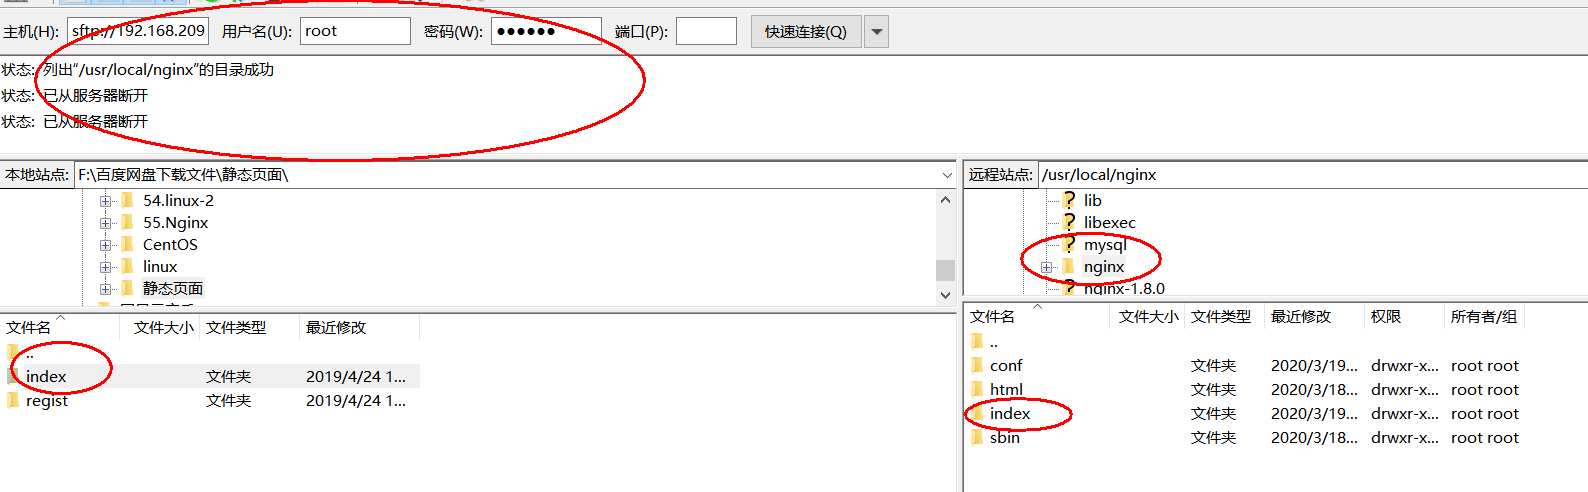 主机(H): sftp://192.168.209 用户名(U): root 密码(W): ●●●●●● 端口(P): 快速连接(Q)
状态: 列出“/usr/local/nginx”的目录成功
状态: 已从服务器断开
状态: 已从服务器断开
本地站点: F:\百度网盘下载文件\静态页面\
54.linux-2
55.Nginx
CentOS
linux
静态页面
文件名 文件大小 文件类型 最近修改
..
index 文件夹 2019/4/24 1...
regist 文件夹 2019/4/24 1...
远程站点: /usr/local/nginx
lib
libexec
mysql
nginx
nginx-1.8.0
文件名 文件大小 文件类型 最近修改 权限 所有者/组
..
conf 文件夹 2020/3/19... drwxr-x... root root
html 文件夹 2020/3/18... drwxr-x... root root
index 文件夹 2020/3/19... drwxr-x... root root
sbin 文件夹 2020/3/18... drwxr-x... root root